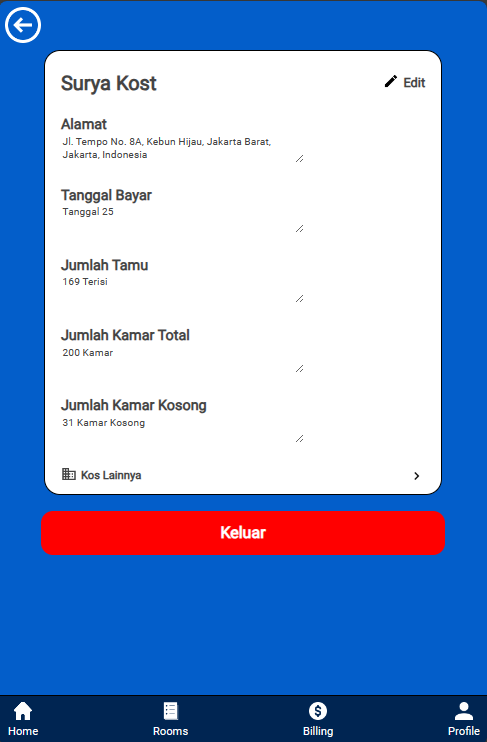 Surya Kost
Edit
Alamat
Jl. Tempo No. 8A, Kebun Hijau, Jakarta Barat,
Jakarta, Indonesia
Tanggal Bayar
Tanggal 25
Jumlah Tamu
169 Terisi
Jumlah Kamar Total
200 Kamar
Jumlah Kamar Kosong
31 Kamar Kosong
Kos Lainnya
Keluar
Home
Rooms
Billing
Profile